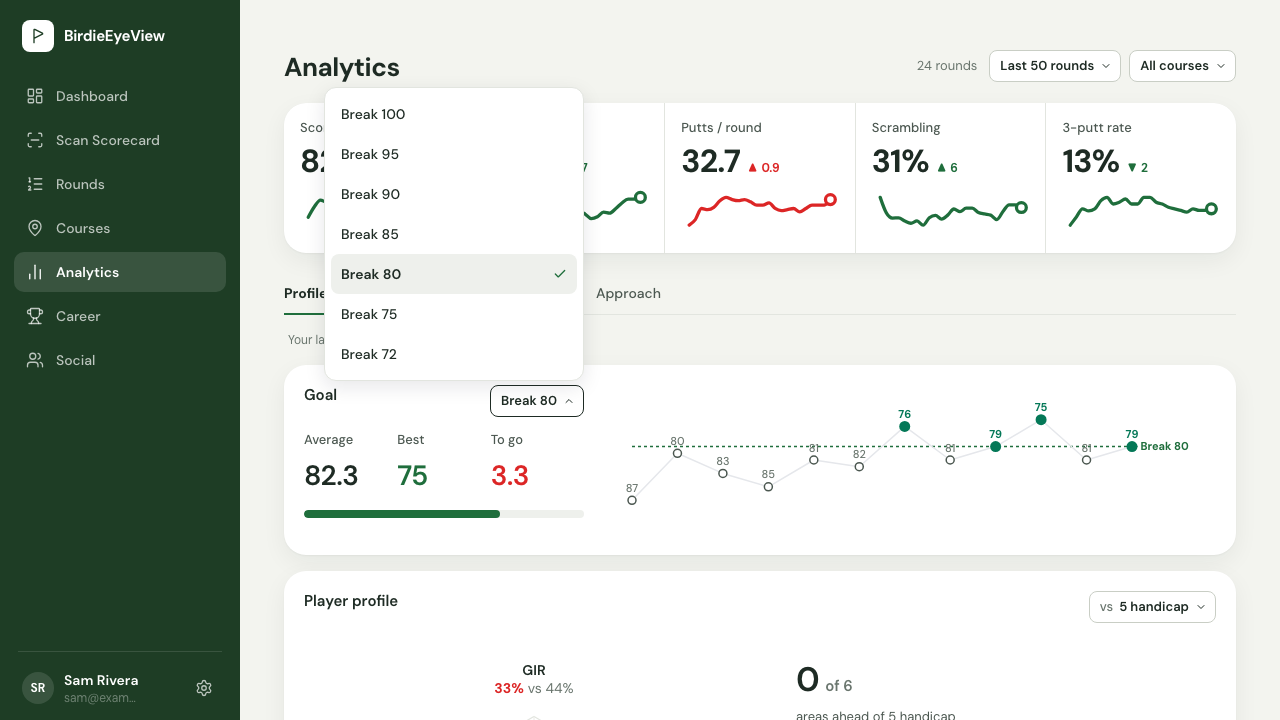 BirdieEyeView
Dashboard
Scan Scorecard
Rounds
Courses
Analytics
Career
Social
SR
Sam Rivera
sam@exam…
Analytics
24 rounds
Last 50 rounds
All courses
Break 100
Break 95
Break 90
Break 85
Break 80
Break 75
Break 72
Putts / round
32.7
0.9
Scrambling
31%
6
3-putt rate
13%
2
Approach
Goal
Break 80
Average
Best
To go
82.3
75
3.3
87
80
83
85
81
82
76
81
79
75
81
79
Break 80
Player profile
vs 5 handicap
GIR
33% vs 44%
0 of 6
areas ahead of 5 handicap